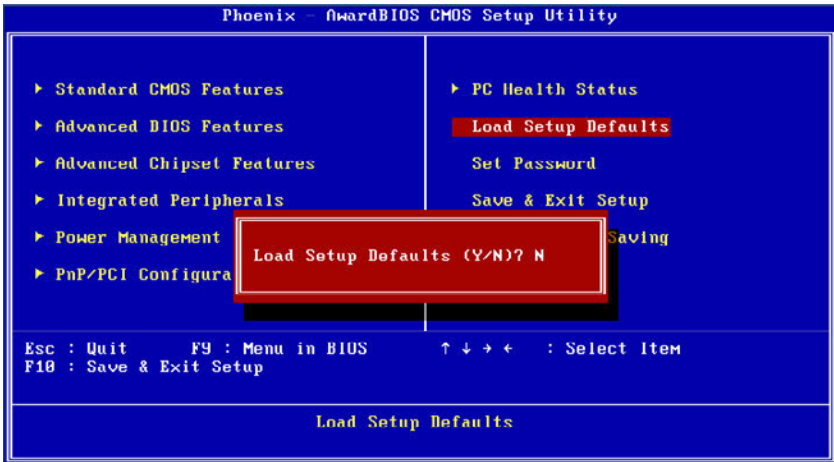 Phoenix - AwardBIOS CMOS Setup Utility
► Standard CMOS Features
► Advanced BIOS Features
► Advanced Chipset Features
► Integrated Peripherals
► Power Management
► PnP/PCI Configura
► PC Health Status
Load Setup Defaults
Set Password
Save & Exit Setup
Saving
Load Setup Defaults (Y/N)? N
Esc : Quit F9 : Menu in BIOS ↑ ↓ → ← : Select Item
F10 : Save & Exit Setup
Load Setup Defaults